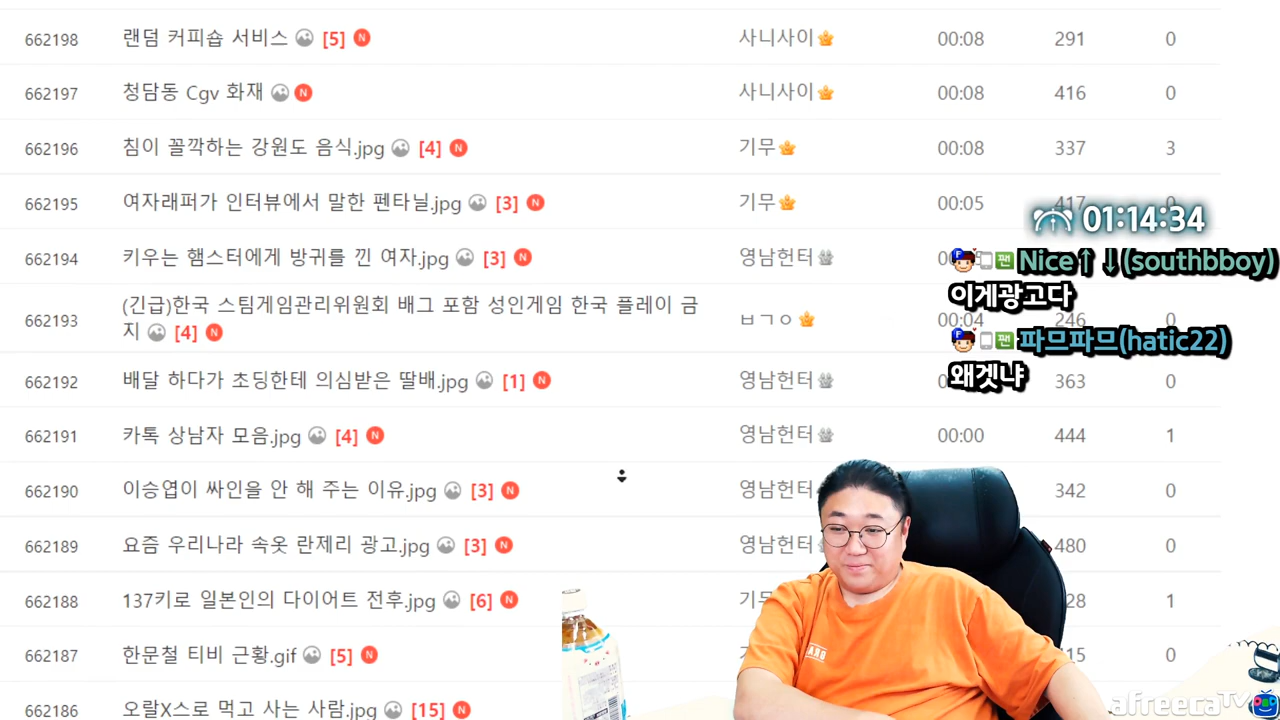 662198 랜덤 커피숍 서비스 [5] N 사니사이 00:08 291 0
662197 청담동 Cgv 화재 N 사니사이 00:08 416 0
662196 침이 꼴깍하는 강원도 음식.jpg [4] N 기무 00:08 337 3
662195 여자래퍼가 인터뷰에서 말한 펜타닐.jpg [3] N 기무 00:05 417 0
01:14:34
662194 키우는 햄스터에게 방귀를 낀 여자.jpg [3] N 영남헌터
Nice↑↓(southbboy)
이게광고다
662193 (긴급)한국 스팀게임관리위원회 배그 포함 성인게임 한국 플레이 금
지 [4] N ㅂㄱㅇ 00:04 246 0
파므파므(hatic22)
왜겟냐
662192 배달 하다가 초딩한테 의심받은 딸배.jpg [1] N 영남헌터 363 0
662191 카톡 상남자 모음.jpg [4] N 영남헌터 00:00 444 1
662190 이승엽이 싸인을 안 해 주는 이유.jpg [3] N 영남헌터 342 0
662189 요즘 우리나라 속옷 란제리 광고.jpg [3] N 영남헌터 480 0
662188 137키로 일본인의 다이어트 전후.jpg [6] N 기무 28 1
662187 한문철 티비 근황.gif [5] N 15 0
662186 오랄X스로 먹고 사는 사람.jpg [15] N
afreecaTV